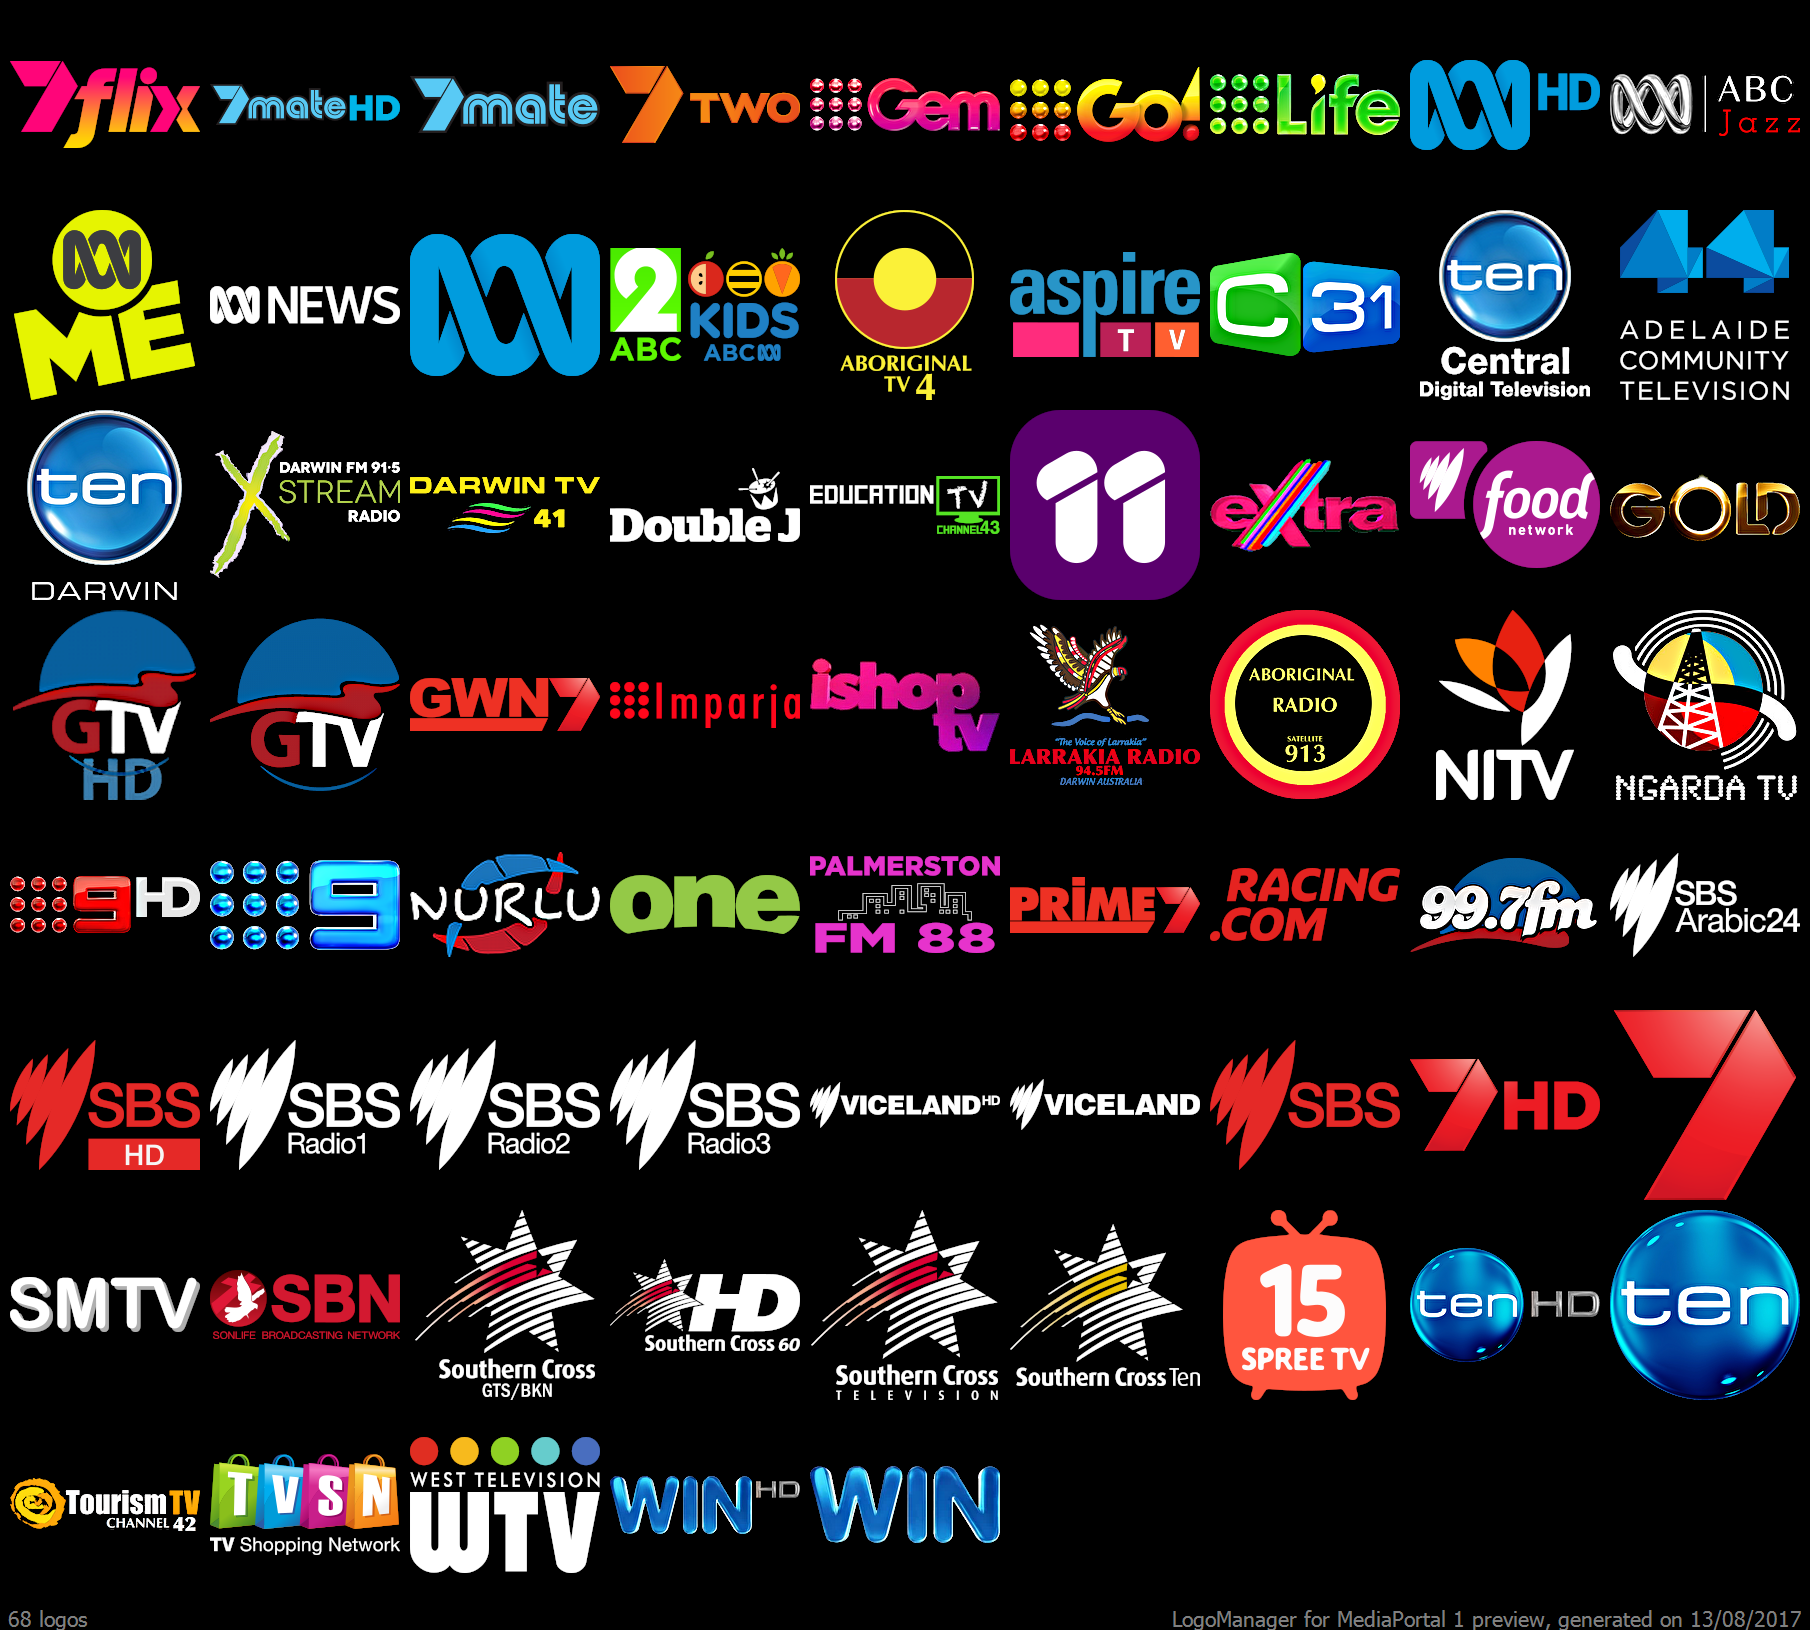 7flix
7mateHD
7mate
7TWO
Gem
Go!
Life
HD
ABC
Jazz
ME
NEWS
2
ABC
KIDS
ABC
ABORIGINAL
TV 4
aspire
TV
C31
ten
Central
Digital Television
44
ADELAIDE
COMMUNITY
TELEVISION
ten
DARWIN
X
DARWIN FM 91·5
STREAM
RADIO
DARWIN TV
41
Double J
EDUCATION TV
CHANNEL43
11
eXtra
food
network
GOLD
GTV
HD
GTV
GWN7
Imparja
ishop
tv
"The Voice of Larrakia"
LARRAKIA RADIO
94.5FM
DARWIN AUSTRALIA
ABORIGINAL
RADIO
SATELLITE
913
NITV
NGARDA TV
9HD
9
NURLU
one
PALMERSTON
FM 88
PRiME7
RACING
.COM
99.7fm
SBS
Arabic24
SBS
HD
SBS
Radio1
SBS
Radio2
SBS
Radio3
VICELANDHD
VICELAND
SBS
7HD
7
SMTV
SBN
SONLIFE BROADCASTING NETWORK
Southern Cross
GTS/BKN
HD
Southern Cross 60
Southern Cross
TELEVISION
Southern Cross Ten
15
SPREE TV
ten HD
ten
Tourism TV
CHANNEL 42
TVSN
TV Shopping Network
WEST TELEVISION
WTV
WIN HD
WIN
68 logos
LogoManager for MediaPortal 1 preview, generated on 13/08/2017